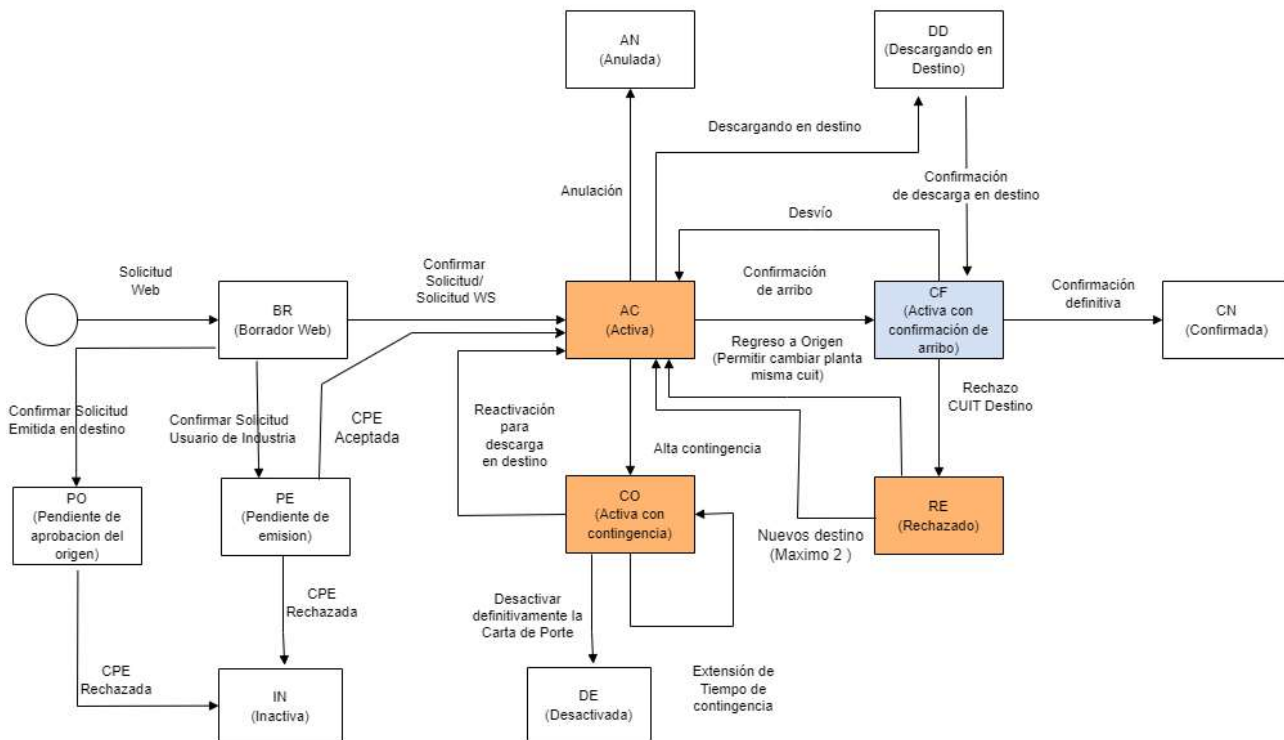 AN
(Anulada)
DD
(Descargando en
Destino)
Descargando en destino
Anulación
Confirmación
de descarga en destino
Desvío
Solicitud
Web
Confirmar
Solicitud/
Solicitud WS
BR
(Borrador Web)
AC
(Activa)
Confirmación
de arribo
CF
(Activa con
confirmación de
arribo)
Confirmación
definitiva
CN
(Confirmada)
Regreso a Origen
(Permitir cambiar planta
misma cuit)
Rechazo
CUIT Destino
Confirmar Solicitud
Emitida en destino
Confirmar Solicitud
Usuario de Industria
CPE
Aceptada
Reactivación
para
descarga
en destino
Alta contingencia
PO
(Pendiente de
aprobacion del
origen)
PE
(Pendiente de
emision)
CO
(Activa con
contingencia)
RE
(Rechazado)
Nuevos destino
(Maximo 2 )
CPE
Rechazada
Desactivar
definitivamente la
Carta de Porte
CPE
Rechazada
IN
(Inactiva)
DE
(Desactivada)
Extensión de
Tiempo de
contingencia